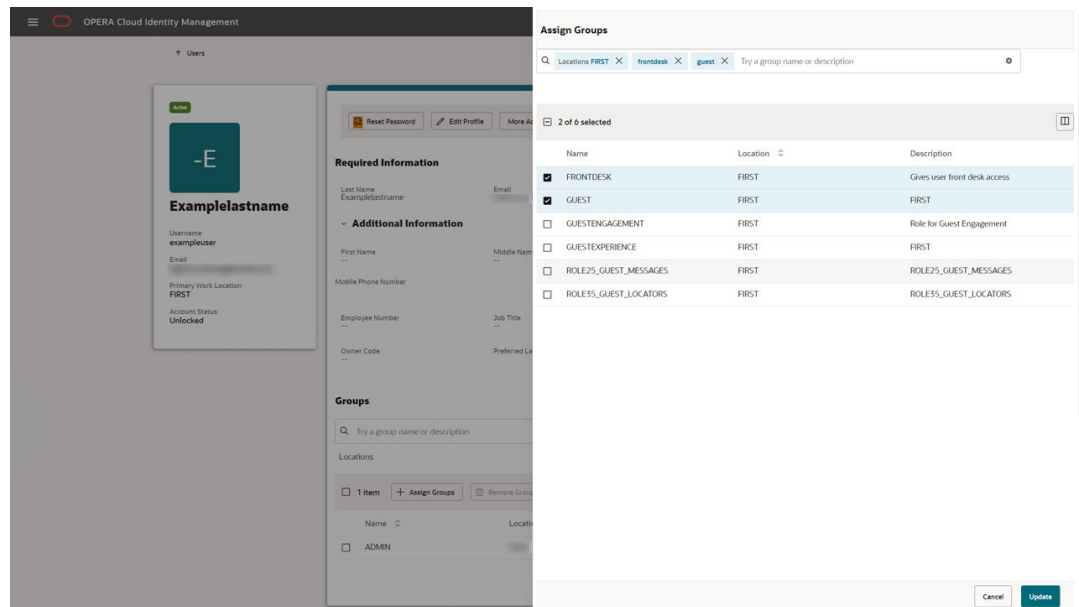 OPERA Cloud Identity Management
Users
Active
-E
Examplelastname
Username
exampleuser
Email
Primary Work Location
FIRST
Account Status
Unlocked
Reset Password Edit Profile More Ac
Required Information
Last Name Email
Examplelastname
Additional Information
First Name Middle Nam
-- --
Mobile Phone Number
Employee Number Job Title
-- --
Owner Code Preferred La
--
Groups
Try a group name or description
Locations
1 item Assign Groups Remove Group
Name Locati
ADMIN
Assign Groups
Locations FIRST frontdesk guest Try a group name or description
2 of 6 selected
Name Location Description
FRONTDESK FIRST Gives user front desk access
GUEST FIRST FIRST
GUESTENGAGEMENT FIRST Role for Guest Engagement
GUESTEXPERIENCE FIRST FIRST
ROLE25_GUEST_MESSAGES FIRST ROLE25_GUEST_MESSAGES
ROLE35_GUEST_LOCATORS FIRST ROLE35_GUEST_LOCATORS
Cancel Update